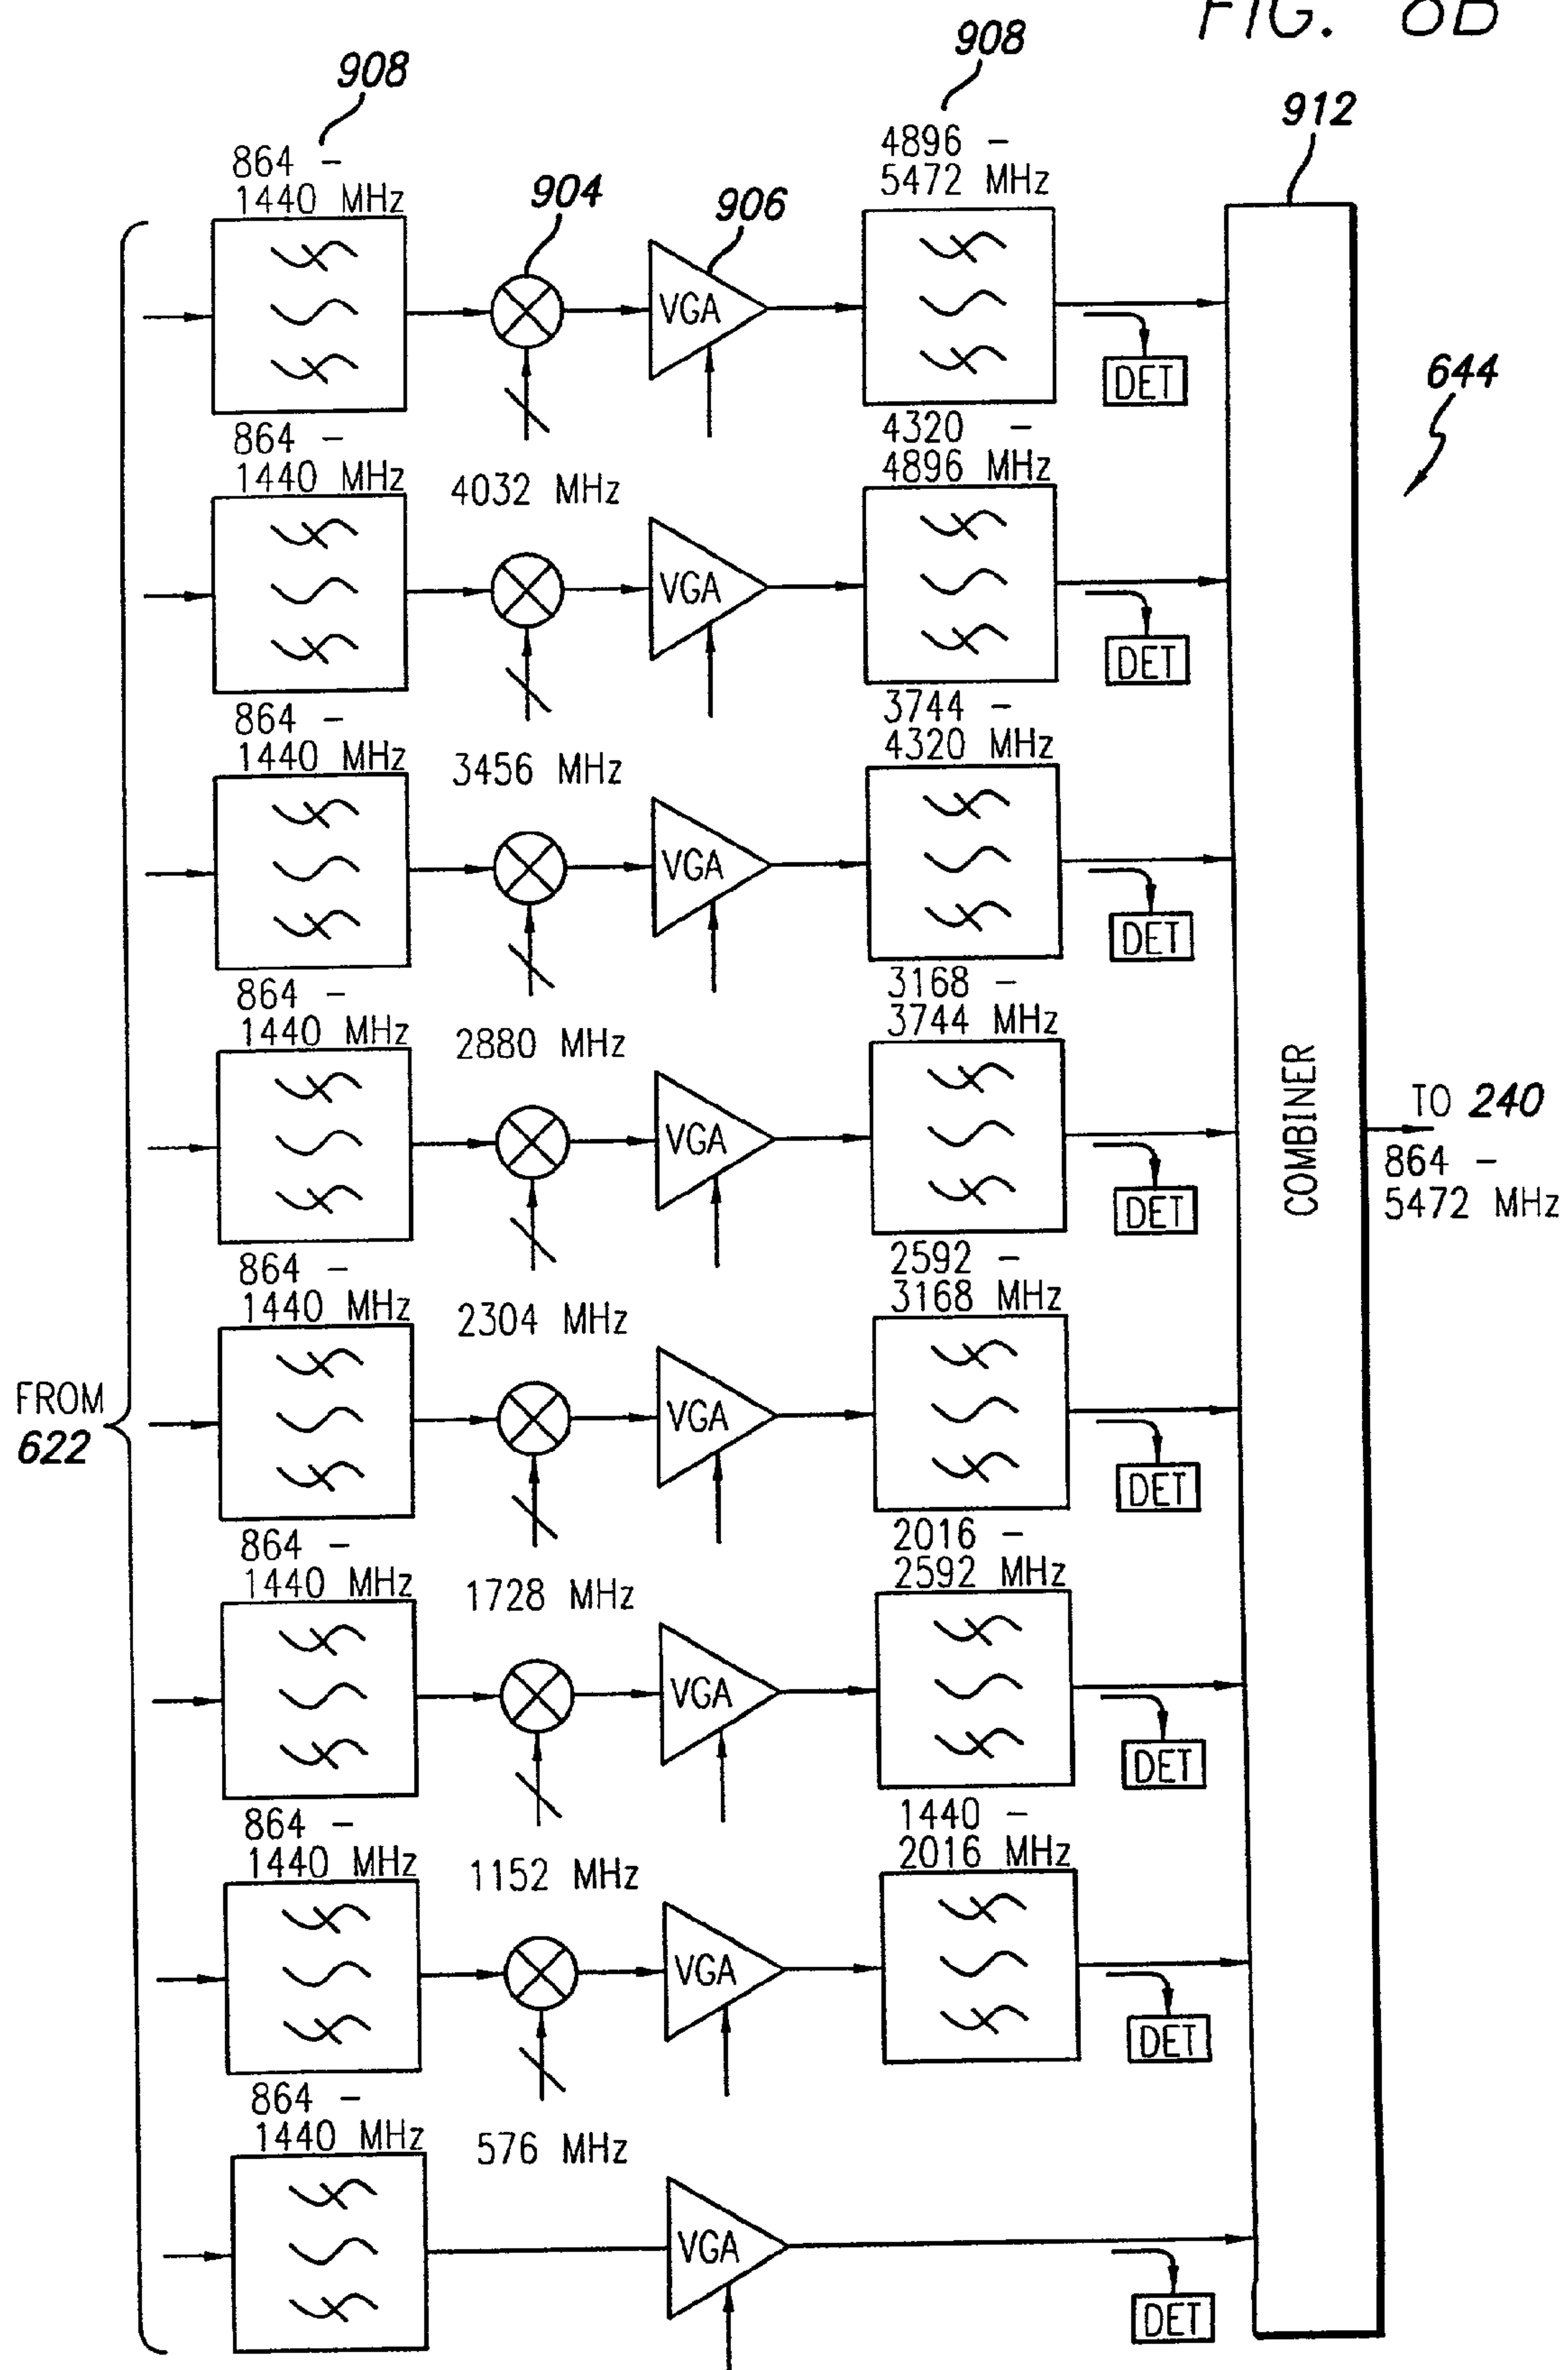 FIG. 8B
908
908
912
864 -
1440 MHz
904
906
4896 -
5472 MHz
VGA
DET
644
864 -
1440 MHz
4032 MHz
4320 -
4896 MHz
VGA
DET
864 -
1440 MHz
3456 MHz
3744 -
4320 MHz
VGA
DET
864 -
1440 MHz
2880 MHz
3168 -
3744 MHz
VGA
DET
COMBINER
TO 240
864 -
5472 MHz
864 -
1440 MHz
2304 MHz
2592 -
3168 MHz
VGA
DET
FROM
622
864 -
1440 MHz
1728 MHz
2016 -
2592 MHz
VGA
DET
864 -
1440 MHz
1152 MHz
1440 -
2016 MHz
VGA
DET
864 -
1440 MHz
576 MHz
VGA
DET